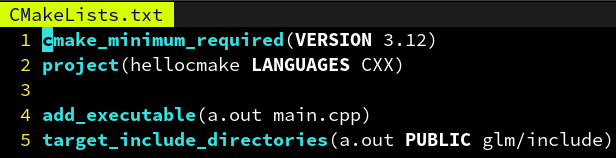 CMakeLists.txt
1 cmake_minimum_required(VERSION 3.12)
2 project(hellocmake LANGUAGES CXX)
3
4 add_executable(a.out main.cpp)
5 target_include_directories(a.out PUBLIC glm/include)